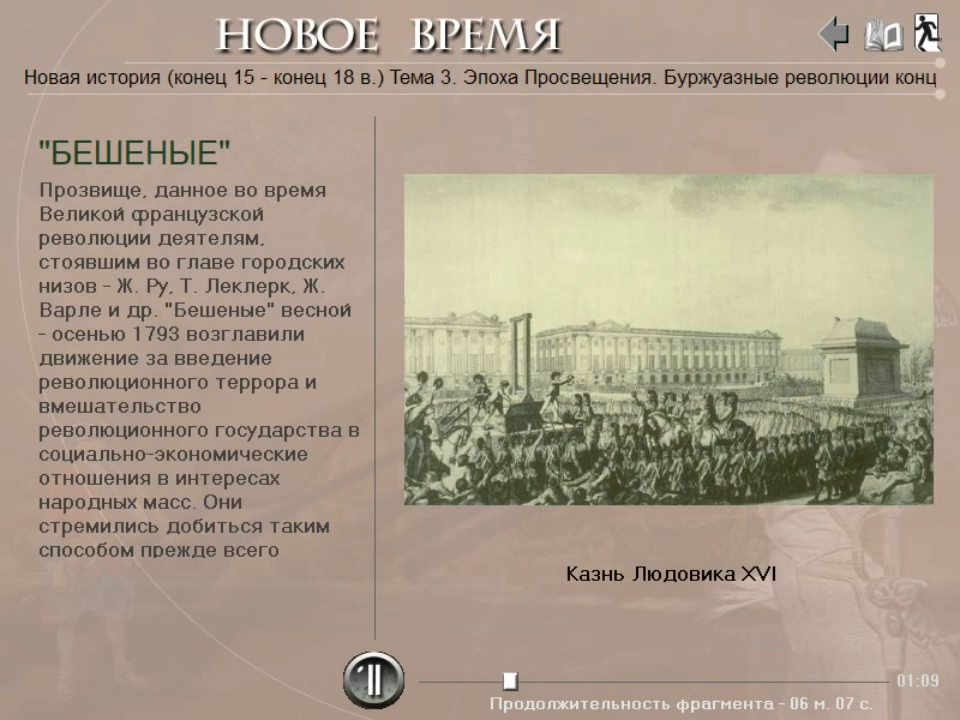 НОВОЕ ВРЕМЯ
Новая история (конец 15 - конец 18 в.) Тема 3. Эпоха Просвещения. Буржуазные революции конц
"БЕШЕНЫЕ"
Прозвище, данное во время
Великой французской
революции деятелям,
стоявшим во главе городских
низов - Ж. Ру, Т. Леклерк, Ж.
Варле и др. "Бешеные" весной
- осенью 1793 возглавили
движение за введение
революционного террора и
вмешательство
революционного государства в
социально-экономические
отношения в интересах
народных масс. Они
стремились добиться таким
способом прежде всего
Казнь Людовика XVI
01:09
Продолжительность фрагмента - 06 м. 07 с.